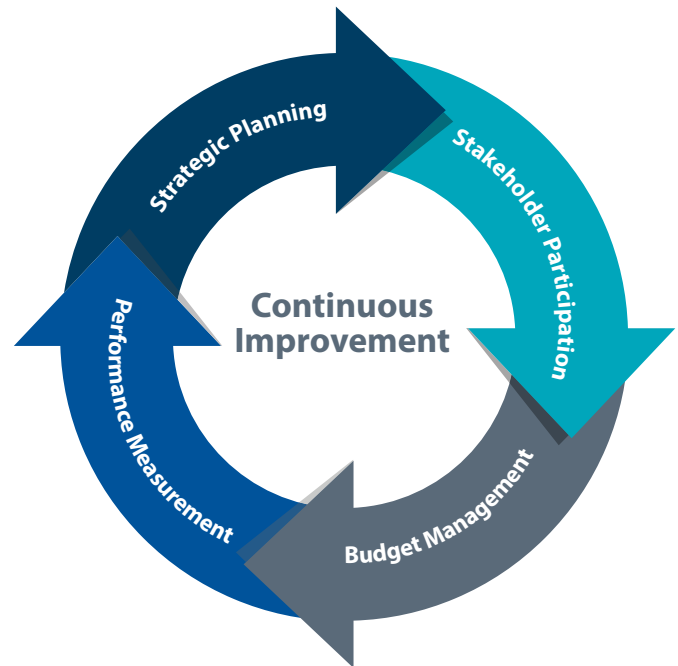 Strategic Planning
Stakeholder Participation
Continuous
Improvement
Performance Measurement
Budget Management